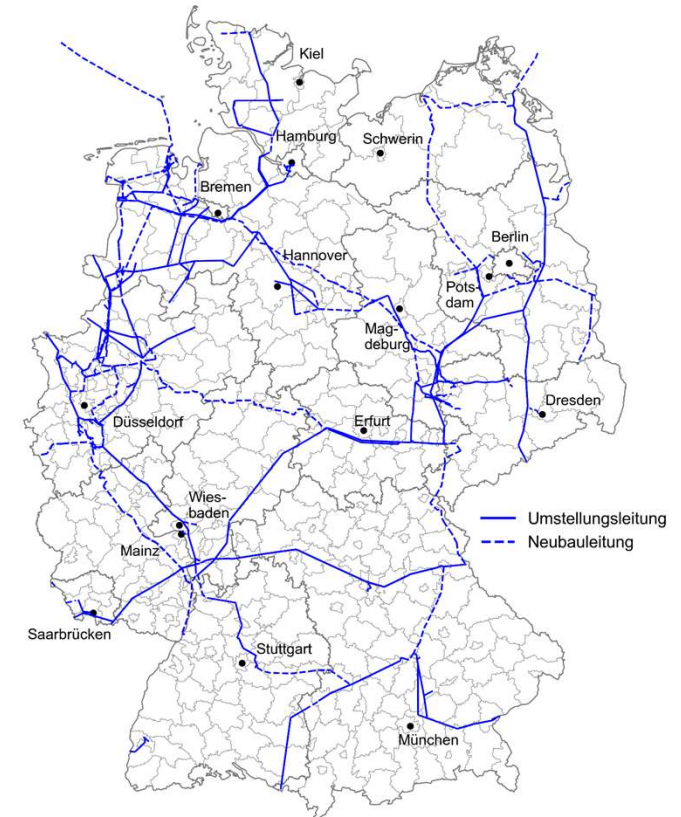 Kiel
Hamburg
Schwerin
Bremen
Hannover
Berlin
Pots-
dam
Mag-
deburg
Düsseldorf
Erfurt
Dresden
Wies-
baden
Mainz
Umstellungsleitung
Neubauleitung
Saarbrücken
Stuttgart
München